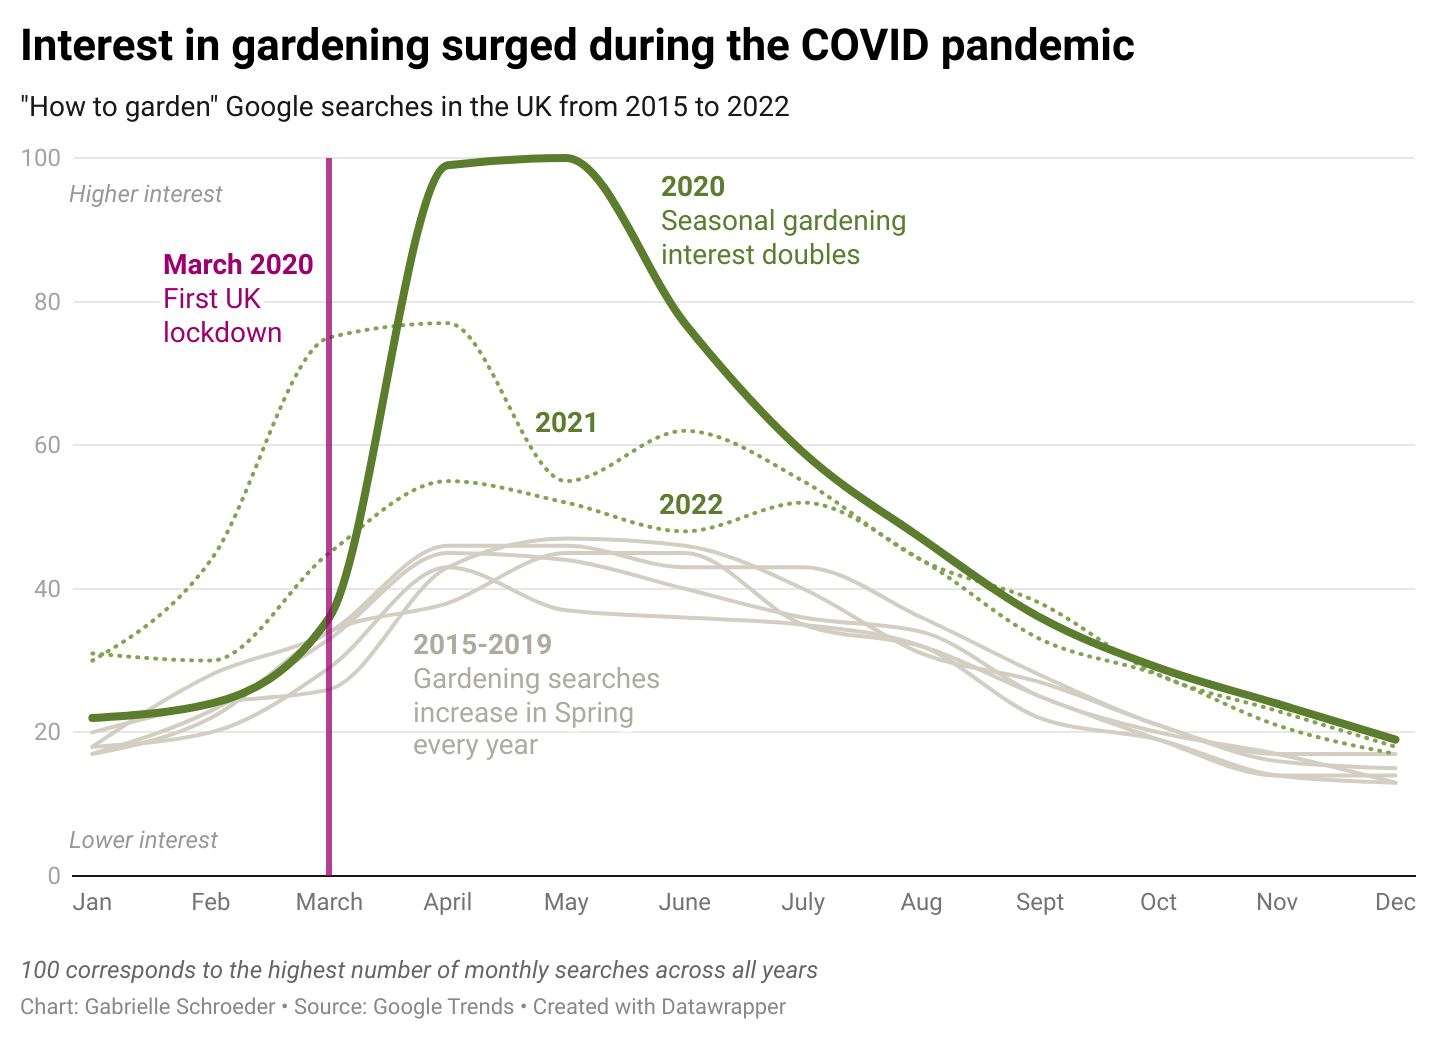 Interest in gardening surged during the COVID pandemic
"How to garden" Google searches in the UK from 2015 to 2022
100
Higher interest
2020
Seasonal gardening
interest doubles
March 2020
First UK
lockdown
80
2021
60
2022
40
2015-2019
Gardening searches
increase in Spring
every year
20
Lower interest
0
Jan Feb March April May June July Aug Sept Oct Nov Dec
100 corresponds to the highest number of monthly searches across all years
Chart: Gabrielle Schroeder • Source: Google Trends • Created with Datawrapper